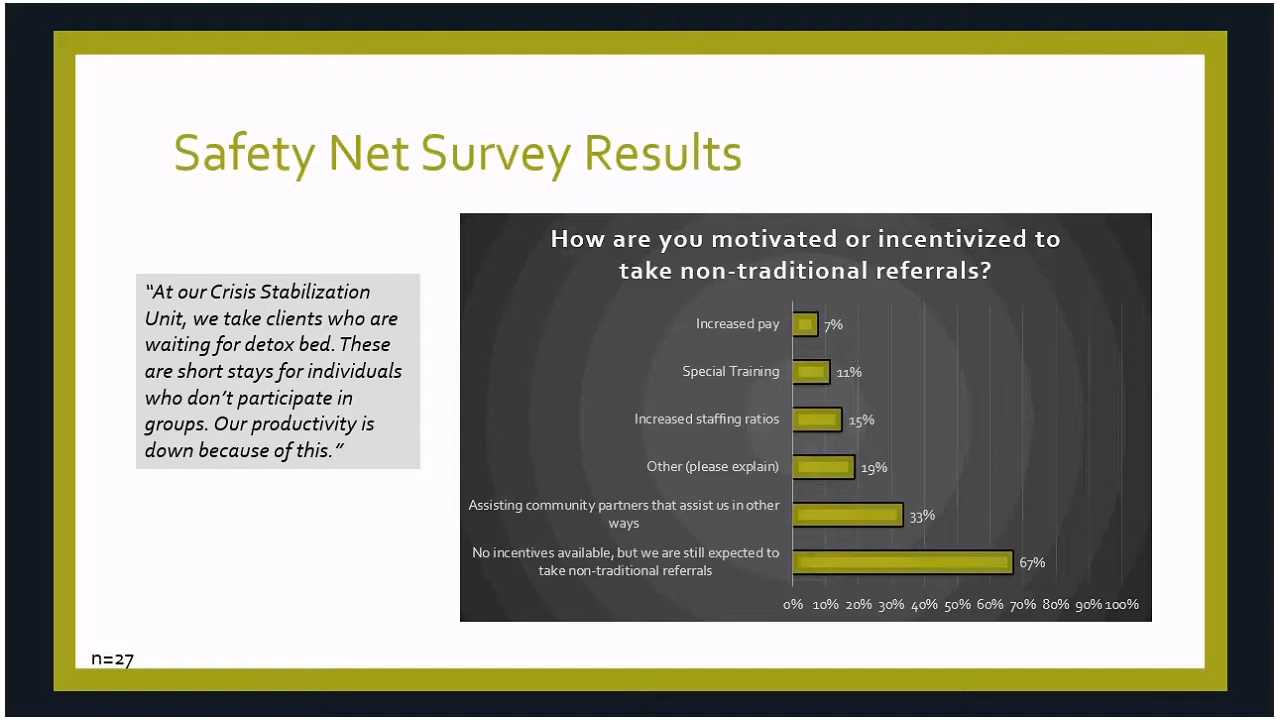 Safety Net Survey Results
“At our Crisis Stabilization
Unit, we take clients who are
waiting for detox bed. These
are short stays for individuals
who don’t participate in
groups. Our productivity is
down because of this.”
How are you motivated or incentivized to
take non-traditional referrals?
Increased pay 7%
Special Training 11%
Increased staffing ratios 15%
Other (please explain) 19%
Assisting community partners that assist us in other
ways
33%
No incentives available, but we are still expected to
take non-traditional referrals
67%
0% 10% 20% 30% 40% 50% 60% 70% 80% 90% 100%
n=27